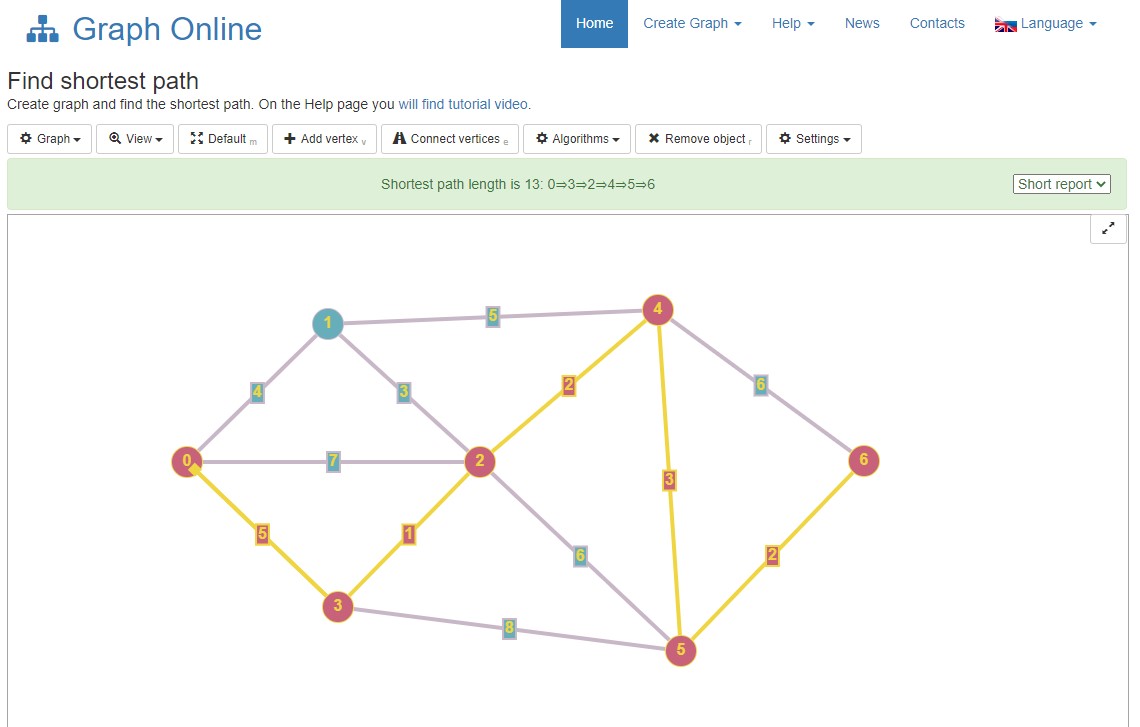 Graph Online
Home Create Graph Help News Contacts Language
Find shortest path
Create graph and find the shortest path. On the Help page you will find tutorial video.
Graph View Default m Add vertex v Connect vertices e Algorithms Remove object r Settings
Shortest path length is 13: 0⇒3⇒2⇒4⇒5⇒6 Short report
4
1 5
4 3 2 6
0 7 2 6
3
5 1
6 2
3
8
5